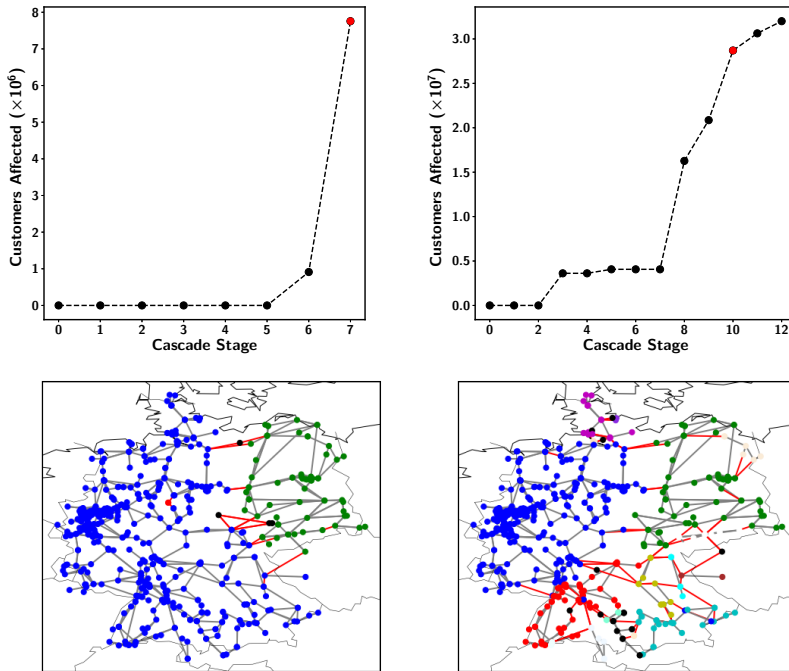 8
7
6
5
4
3
2
1
0
Customers Affected (×10⁶)
0 1 2 3 4 5 6 7
Cascade Stage
3.0
2.5
2.0
1.5
1.0
0.5
0.0
Customers Affected (×10⁷)
0 2 4 6 8 10 12
Cascade Stage